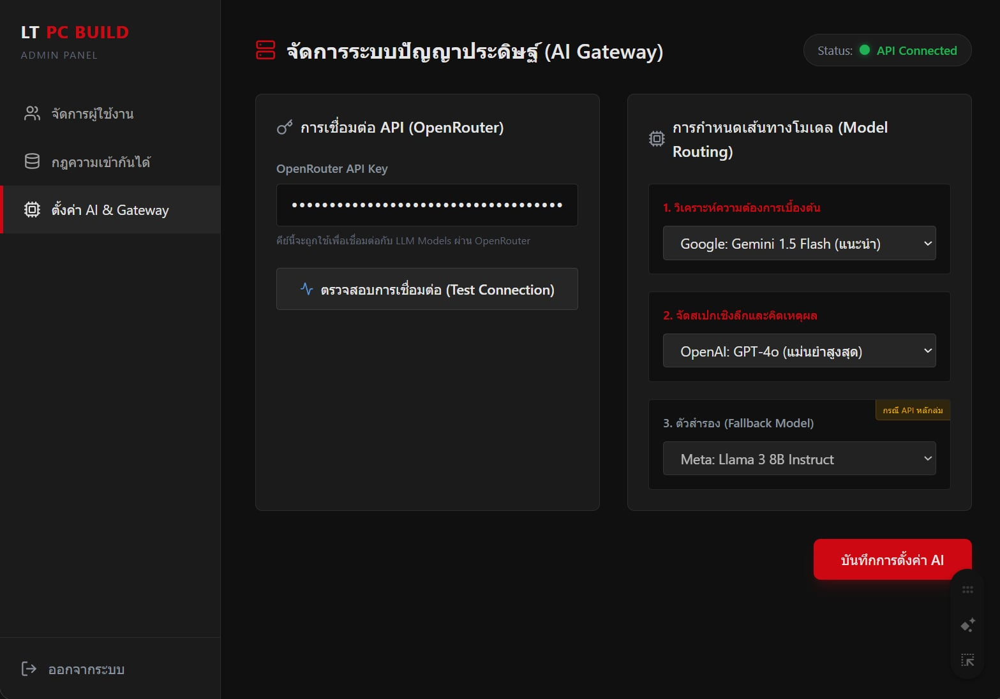 LT PC BUILD
ADMIN PANEL
จัดการผู้ใช้งาน
กฎความเข้ากันได้
ตั้งค่า AI & Gateway
ออกจากระบบ
จัดการระบบปัญญาประดิษฐ์ (AI Gateway)
Status: API Connected
การเชื่อมต่อ API (OpenRouter)
OpenRouter API Key
••••••••••••••••••••••••••••••••••••
คีย์นี้จะถูกใช้เพื่อเชื่อมต่อกับ LLM Models ผ่าน OpenRouter
ตรวจสอบการเชื่อมต่อ (Test Connection)
การกำหนดเส้นทางโมเดล (Model
Routing)
1. วิเคราะห์ความต้องการเบื้องต้น
Google: Gemini 1.5 Flash (แนะนำ)
2. จัดสเปกเชิงลึกและคิดเหตุผล
OpenAI: GPT-4o (แม่นยำสูงสุด)
กรณี API หลักล่ม
3. ตัวสำรอง (Fallback Model)
Meta: Llama 3 8B Instruct
บันทึกการตั้งค่า AI